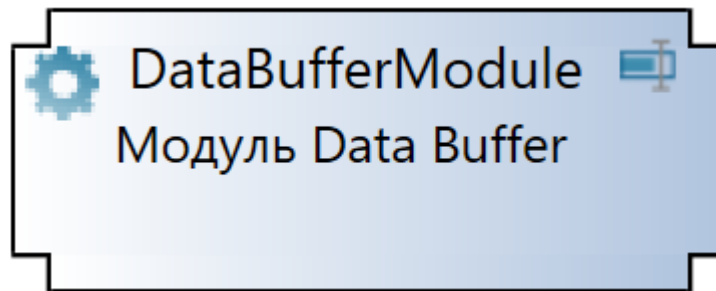 DataBufferModule
Модуль Data Buffer